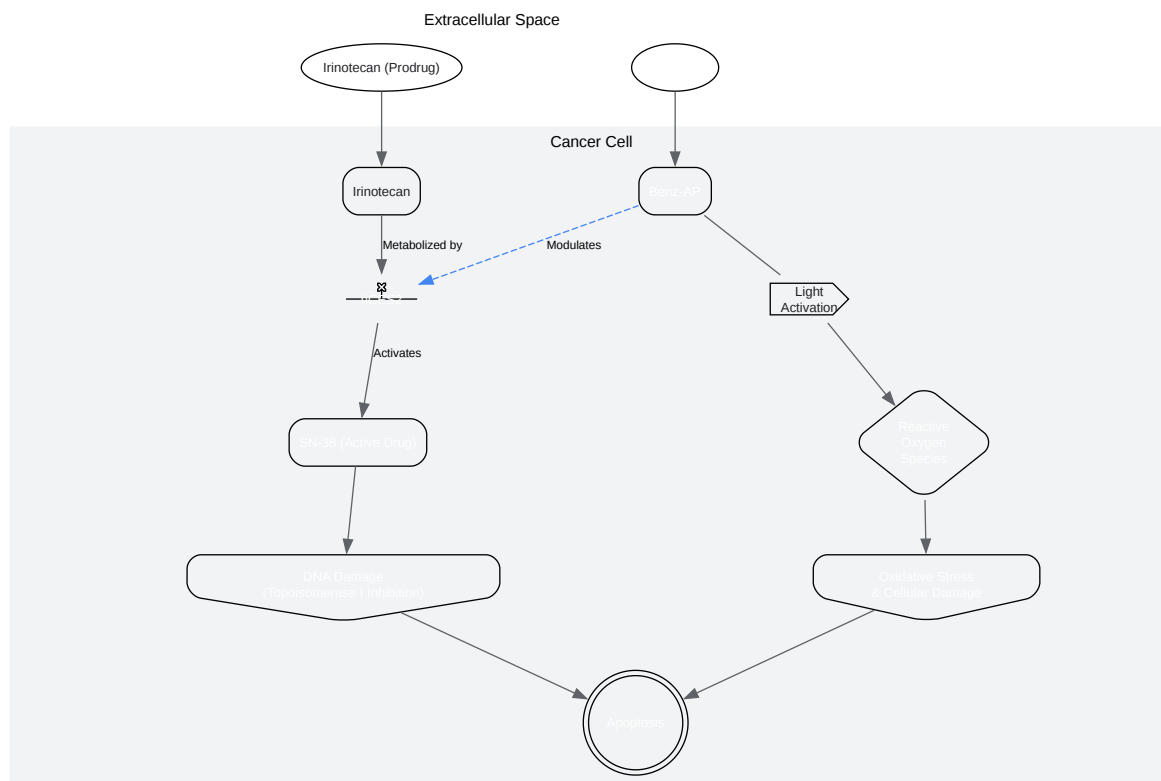 Extracellular Space
Irinotecan (Prodrug)
Cancer Cell
Irinotecan
Benz-AP
Metabolized by
Modulates
Light
Activation
Activates
SN-38 (Active Drug)
Reactive
Oxygen
Species
DNA Damage
(Topoisomerase I Inhibition)
Oxidative Stress
& Cellular Damage
Apoptosis